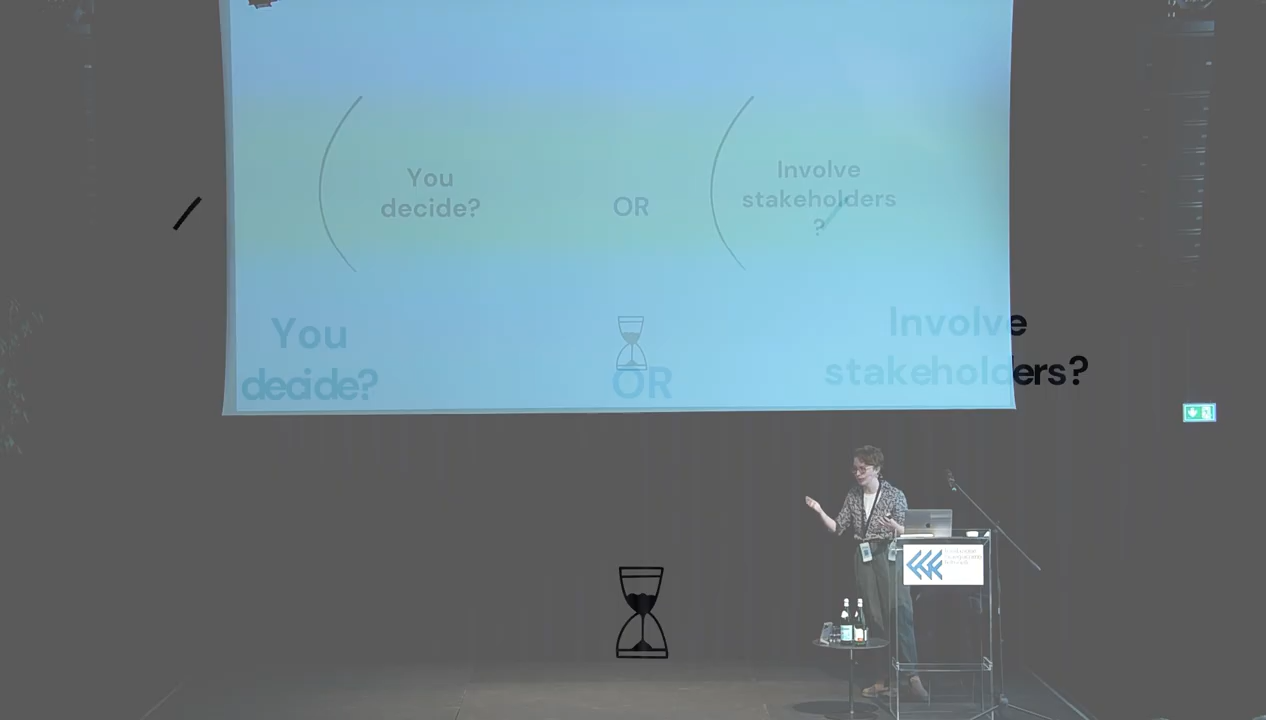 You
decide?
OR
Involve
stakeholders
?
You
decide?
OR
Involve
stakeholders?